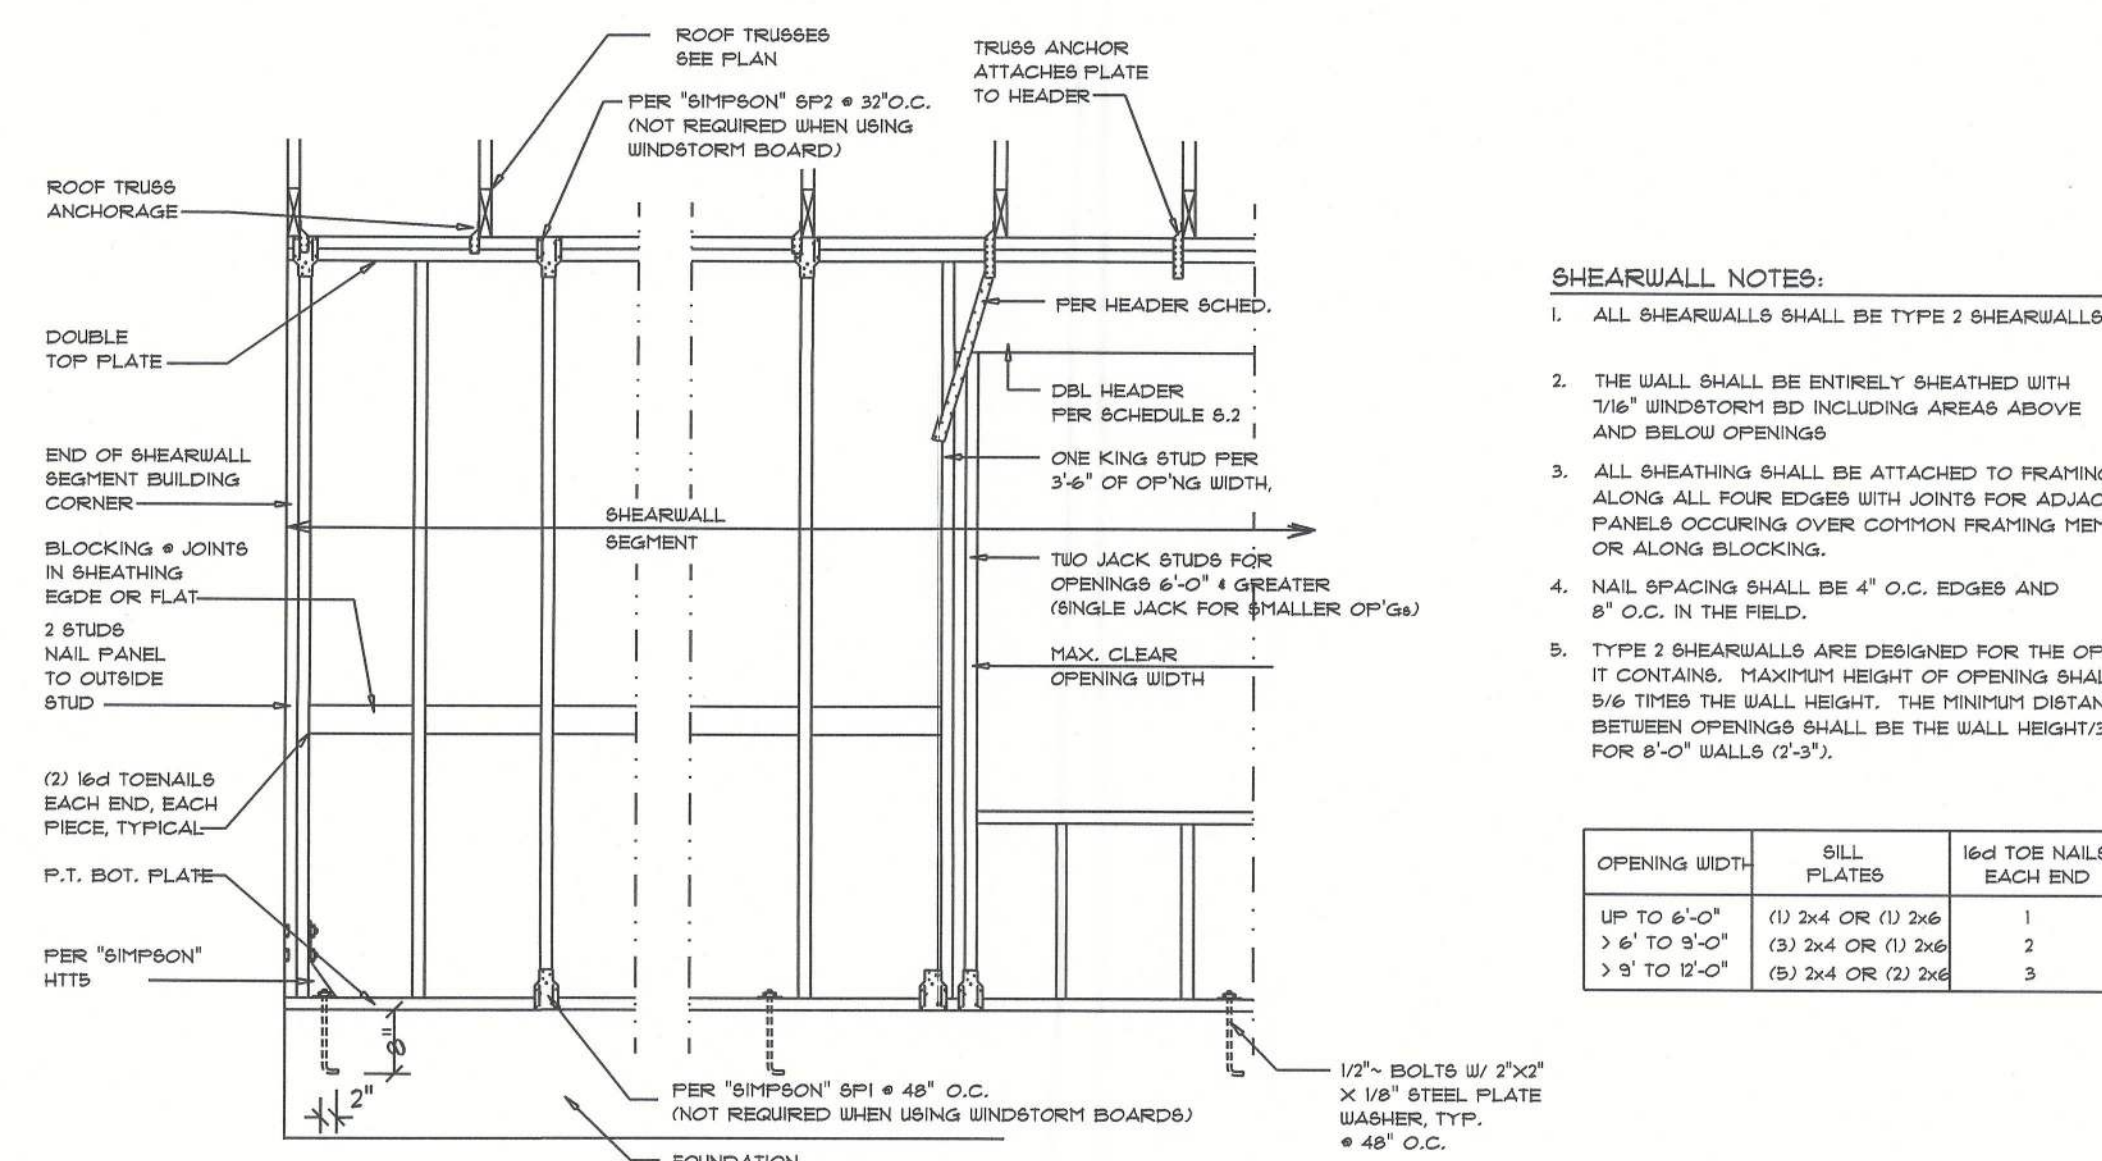 ROOF TRUSSES
SEE PLAN
TRUSS ANCHOR
ATTACHES PLATE
TO HEADER
PER "SIMPSON" SP2 @ 32"O.C.
(NOT REQUIRED WHEN USING
WINDSTORM BOARD)
ROOF TRUSS
ANCHORAGE
DOUBLE
TOP PLATE
END OF SHEARWALL
SEGMENT BUILDING
CORNER
BLOCKING @ JOINTS
IN SHEATHING
EGDE OR FLAT
2 STUDS
NAIL PANEL
TO OUTSIDE
STUD
(2) 16d TOENAILS
EACH END, EACH
PIECE, TYPICAL
P.T. BOT. PLATE
PER "SIMPSON"
HTT5
SHEARWALL
SEGMENT
PER HEADER SCHED.
DBL HEADER
PER SCHEDULE S.2
ONE KING STUD PER
3'-6" OF OP'NG WIDTH,
TWO JACK STUDS FOR
OPENINGS 6'-0" & GREATER
(SINGLE JACK FOR SMALLER OP'Gs)
MAX. CLEAR
OPENING WIDTH
8"
2"
PER "SIMPSON" SP1 @ 48" O.C.
(NOT REQUIRED WHEN USING WINDSTORM BOARDS)
FOUNDATION
1/2"~ BOLTS W/ 2"X2"
X 1/8" STEEL PLATE
WASHER, TYP.
@ 48" O.C.
SHEARWALL NOTES:
1. ALL SHEARWALLS SHALL BE TYPE 2 SHEARWALLS
2. THE WALL SHALL BE ENTIRELY SHEATHED WITH
7/16" WINDSTORM BD INCLUDING AREAS ABOVE
AND BELOW OPENINGS
3. ALL SHEATHING SHALL BE ATTACHED TO FRAMING
ALONG ALL FOUR EDGES WITH JOINTS FOR ADJAC
PANELS OCCURING OVER COMMON FRAMING MEM
OR ALONG BLOCKING.
4. NAIL SPACING SHALL BE 4" O.C. EDGES AND
8" O.C. IN THE FIELD.
5. TYPE 2 SHEARWALLS ARE DESIGNED FOR THE OP
IT CONTAINS. MAXIMUM HEIGHT OF OPENING SHAL
5/6 TIMES THE WALL HEIGHT. THE MINIMUM DISTAN
BETWEEN OPENINGS SHALL BE THE WALL HEIGHT/3
FOR 8'-0" WALLS (2'-3").
OPENING WIDTH SILL PLATES 16d TOE NAILS EACH END
UP TO 6'-0" (1) 2x4 OR (1) 2x6 1
> 6' TO 9'-0" (3) 2x4 OR (1) 2x6 2
> 9' TO 12'-0" (5) 2x4 OR (2) 2x6 3